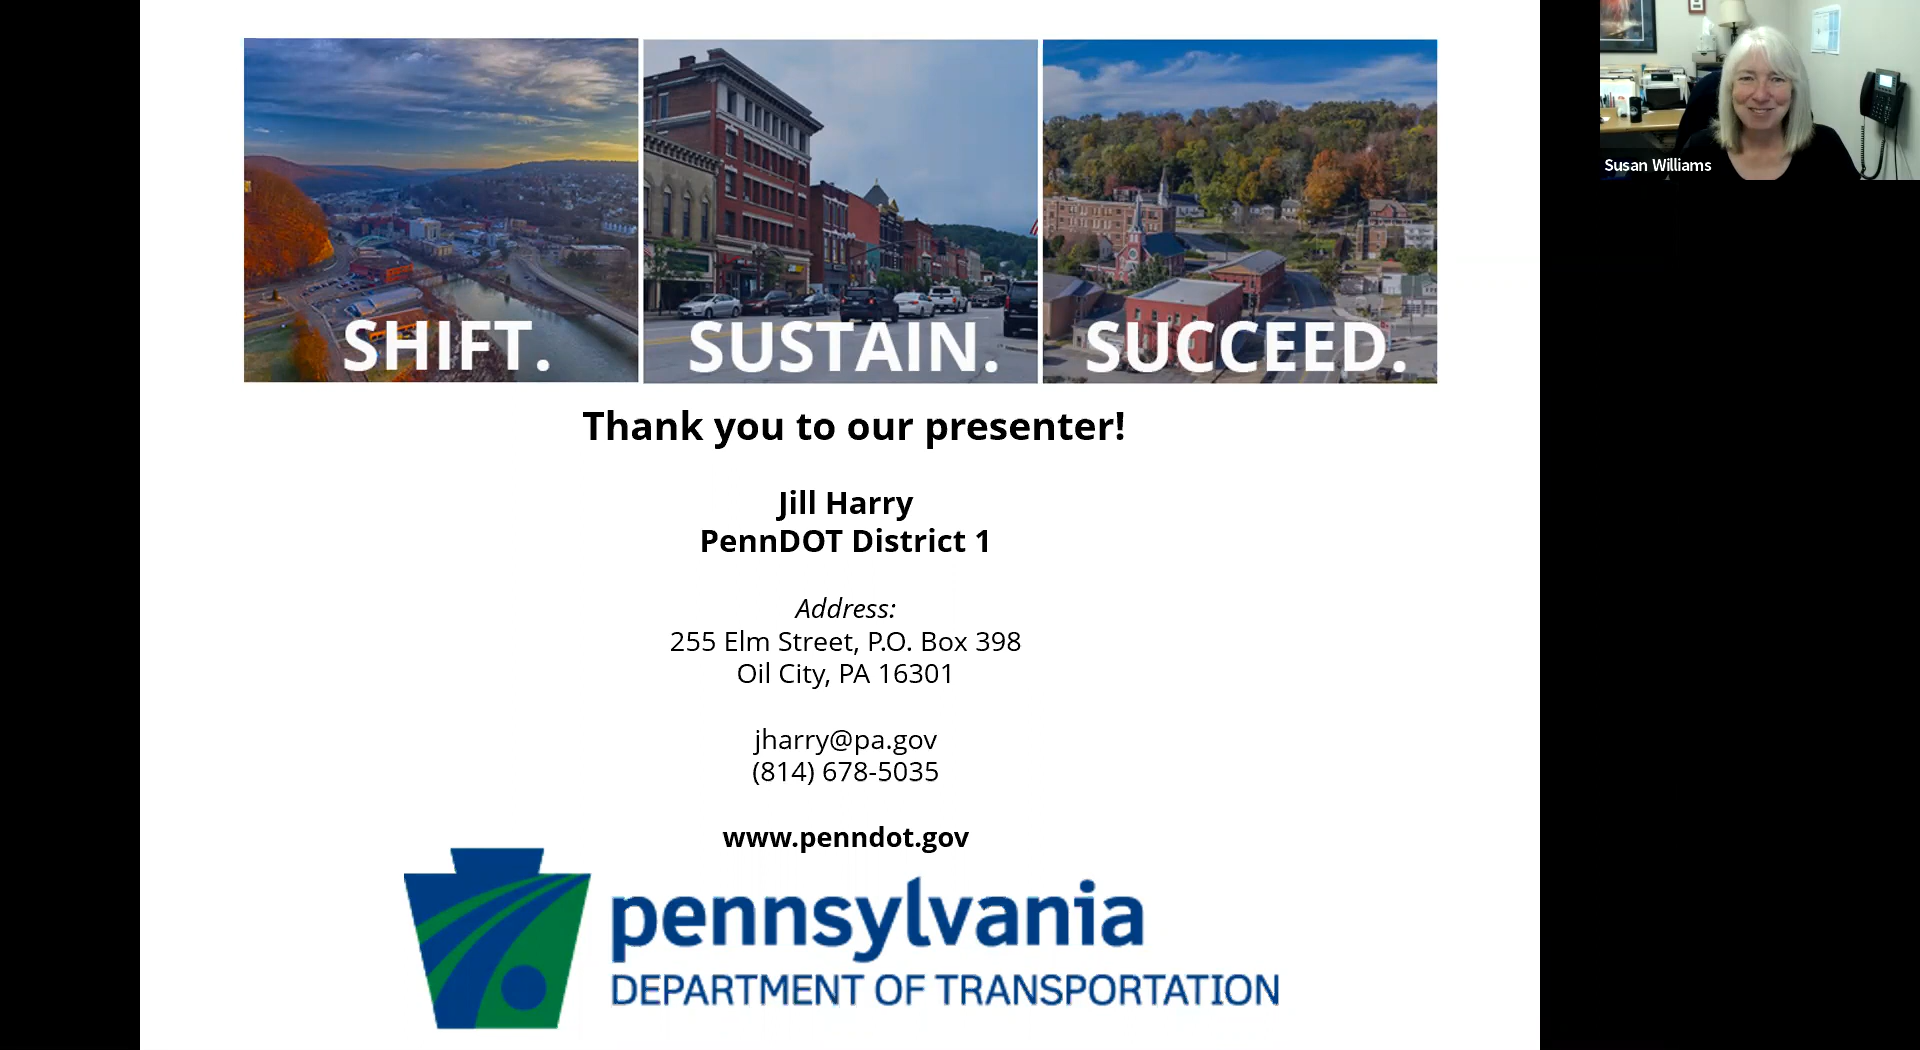 SHIFT.
SUSTAIN.
SUCCEED.
Susan Williams
Thank you to our presenter!
Jill Harry
PennDOT District 1
Address:
255 Elm Street, P.O. Box 398
Oil City, PA 16301
jharry@pa.gov
(814) 678-5035
www.penndot.gov
pennsylvania
DEPARTMENT OF TRANSPORTATION